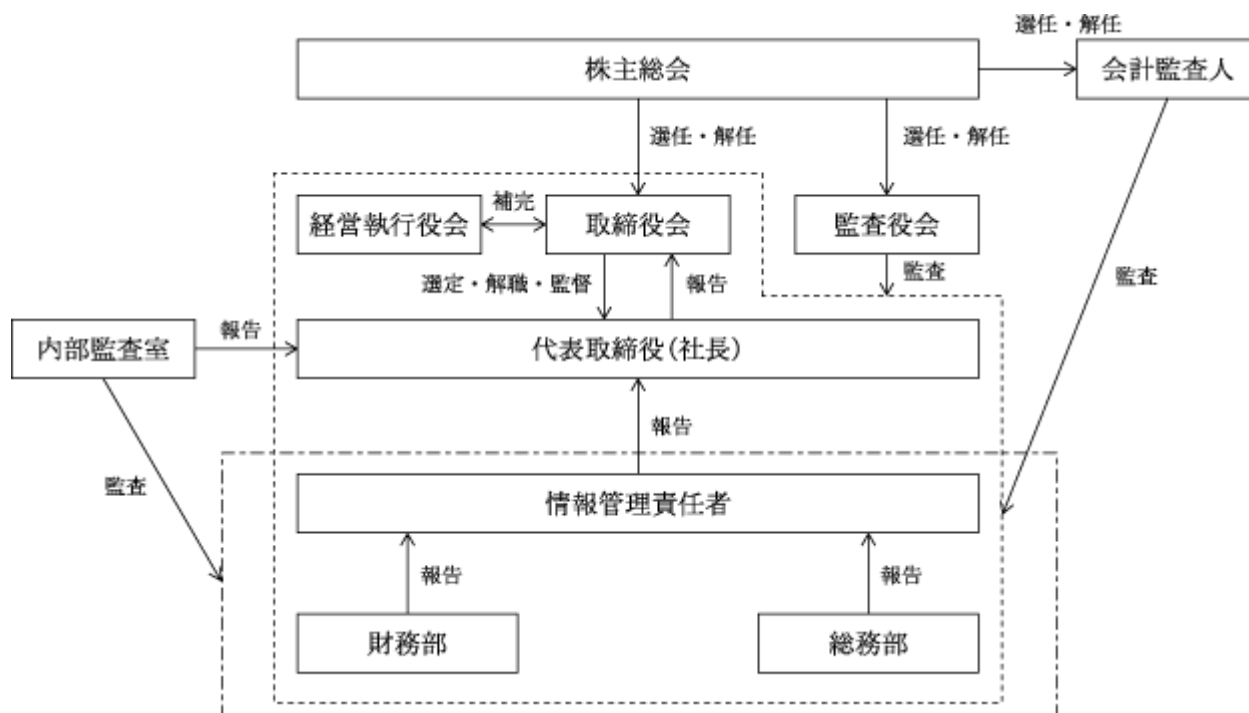 選任・解任
株主総会
会計監査人
選任・解任
選任・解任
経営執行役会
補完
取締役会
監査役会
選定・解職・監督
報告
監査
監査
内部監査室
報告
代表取締役(社長)
報告
監査
情報管理責任者
報告
報告
財務部
総務部